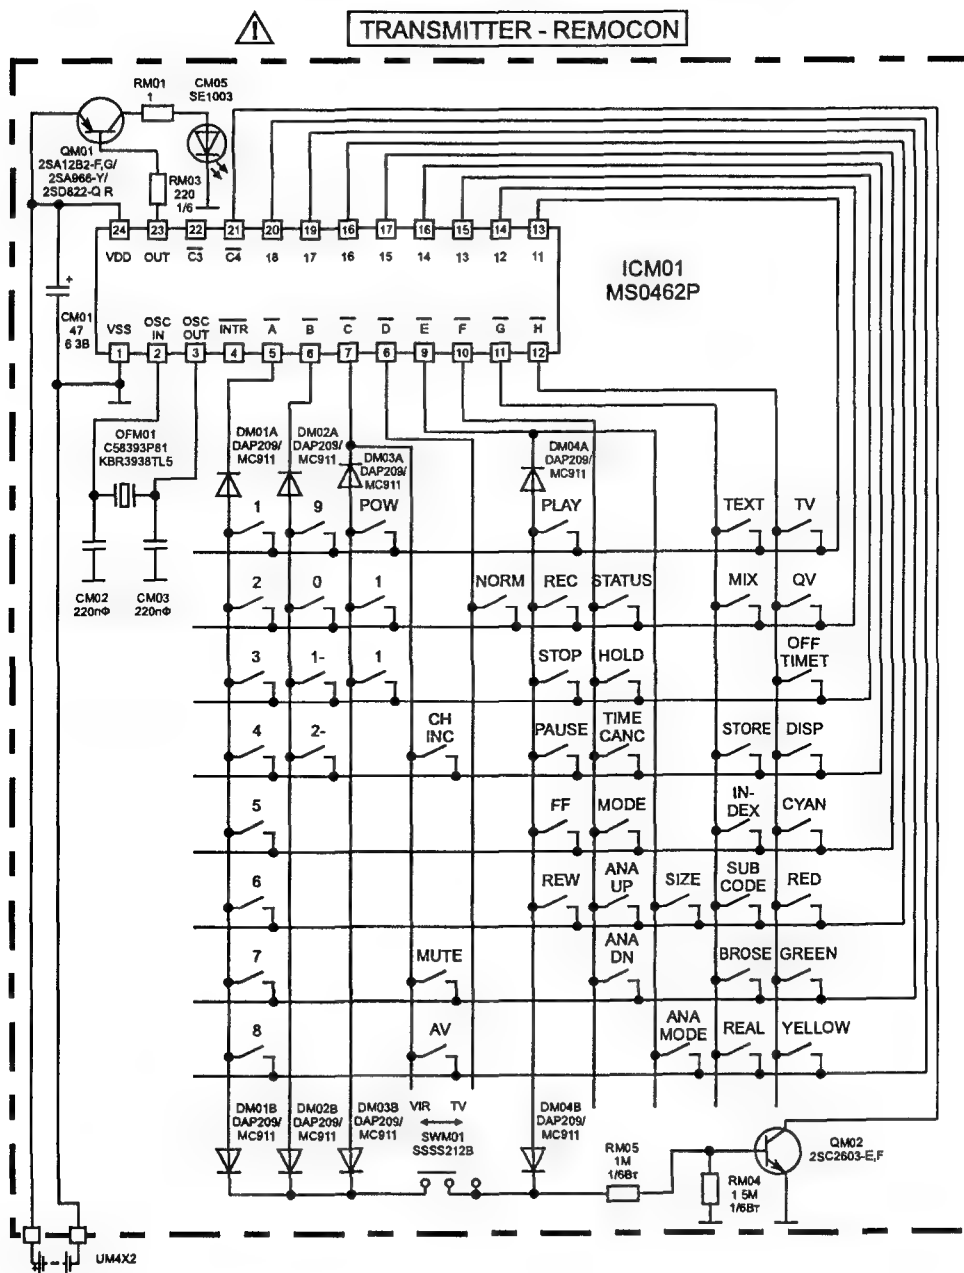 TRANSMITTER - REMOCON
RM01
1
CM05
SE1003
QM01
2SA12B2-F,G/
2SA966-Y/
2SD822-Q R
RM03
220
1/6
24 23 22 21 20 19 16 17 16 15 14 13
VDD OUT C3 C4 18 17 16 15 14 13 12 11
ICM01
MS0462P
+
CM01
47
6 3В
VSS OSC IN OSC OUT INTR A B C D E F G H
1 2 3 4 5 6 7 6 9 10 11 12
OFM01
C58393P81
KBR3938TL5
DM01A
DAP209/
MC911
DM02A
DAP209/
MC911
DM03A
DAP209/
MC911
DM04A
DAP209/
MC911
1 9 POW PLAY TEXT TV
CM02
220пФ
CM03
220пФ
2 0 1 NORM REC STATUS MIX QV
3 1- 1 STOP HOLD OFF TIMET
4 2- CH INC PAUSE TIME CANC STORE DISP
5 FF MODE IN-DEX CYAN
6 REW ANA UP SIZE SUB CODE RED
7 MUTE ANA DN BROSE GREEN
8 AV ANA MODE REAL YELLOW
DM01B
DAP209/
MC911
DM02B
DAP209/
MC911
DM03B
DAP209/
MC911
VIR TV
SWM01
SSSS212B
DM04B
DAP209/
MC911
RM05
1M
1/6Вт
QM02
2SC2603-E,F
RM04
1 5M
1/6Вт
UM4X2